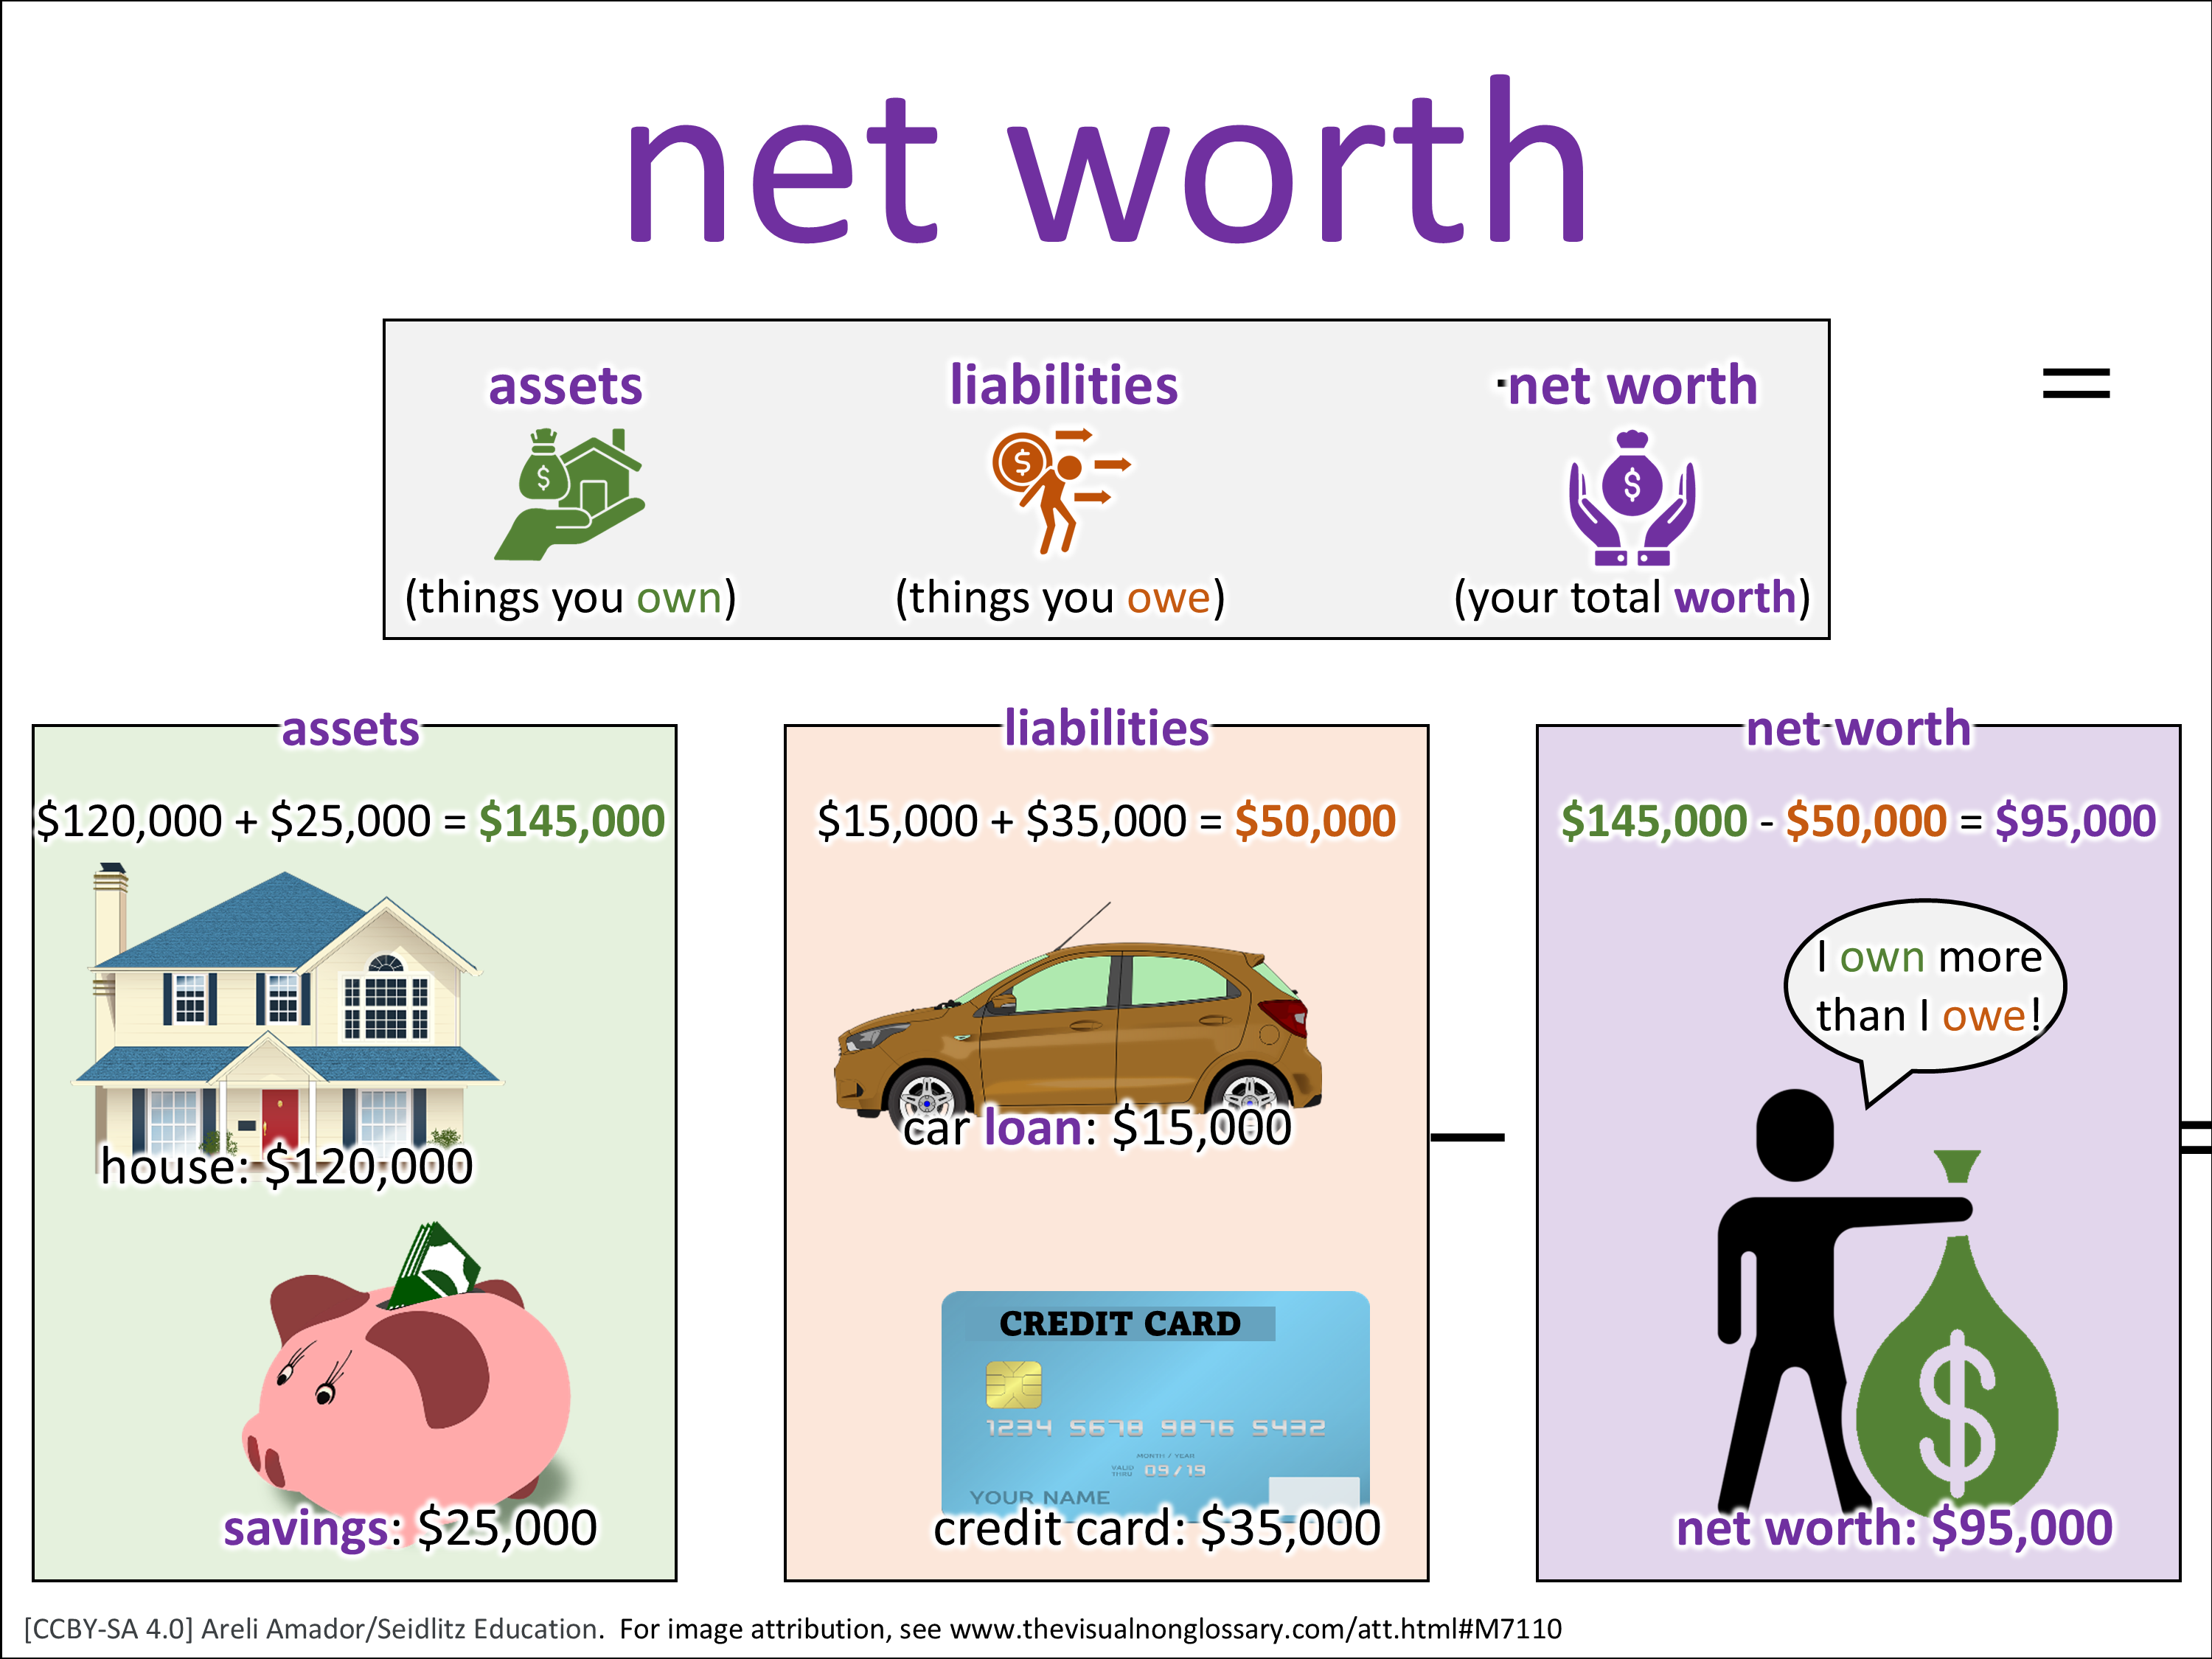 net worth
assets liabilities -net worth =
$ $ $
(things you own) (things you owe) (your total worth)
assets
$120,000 + $25,000 = $145,000
house: $120,000
savings: $25,000
liabilities
$15,000 + $35,000 = $50,000
car loan: $15,000
CREDIT CARD
1234 5678 9876 5432
MONTH / YEAR
VALID THRU 09/19
YOUR NAME
credit card: $35,000
—
net worth
$145,000 - $50,000 = $95,000
I own more
than I owe!
$
net worth: $95,000
=
[CCBY-SA 4.0] Areli Amador/Seidlitz Education. For image attribution, see www.thevisualnonglossary.com/att.html#M7110